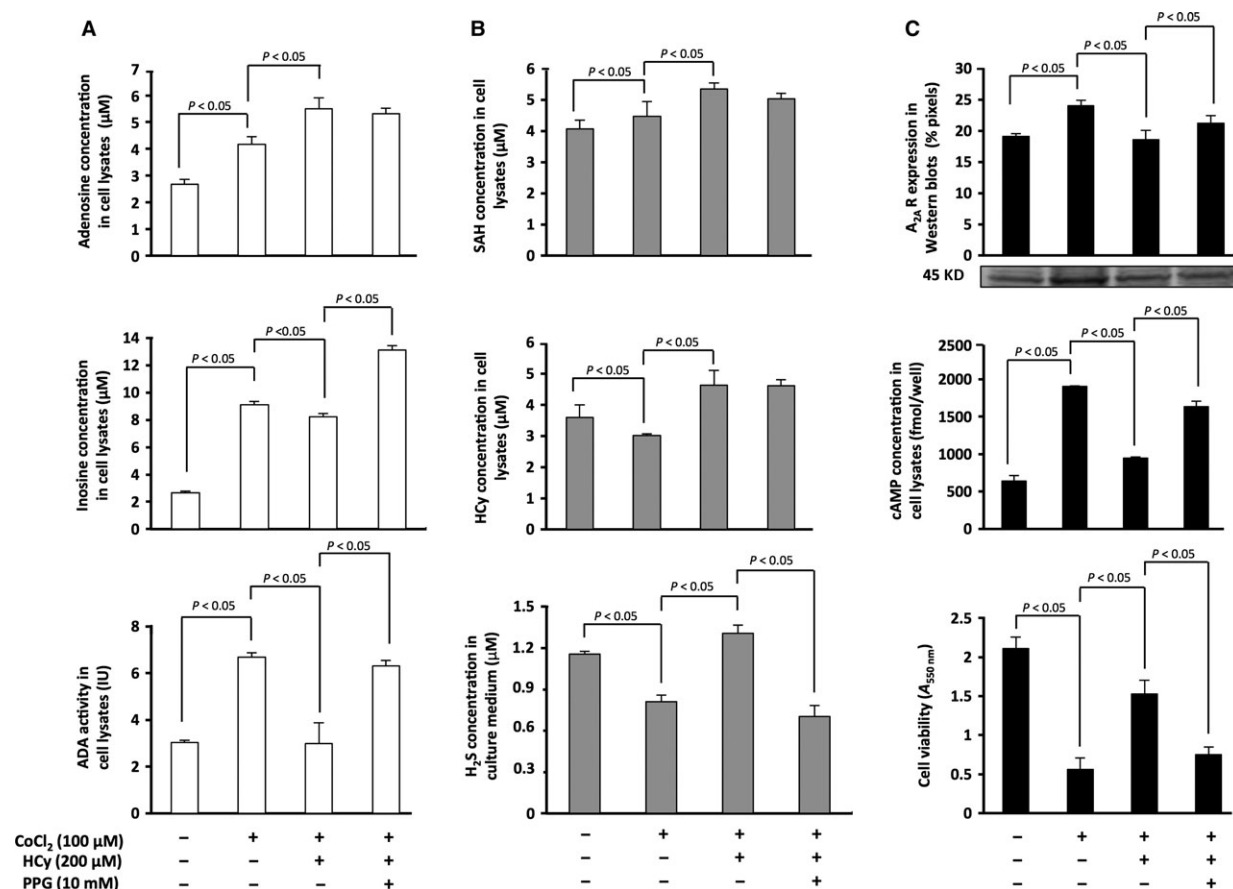 A
P < 0.05
P < 0.05
7
6
5
4
3
2
1
0
Adenosine concentration
in cell lysates (μM)
P < 0.05
P <0.05
P < 0.05
14
12
10
8
6
4
2
0
Inosine concentration
in cell lysates (μM)
P < 0.05
P < 0.05
P < 0.05
8
6
4
2
0
ADA activity in
cell lysates (IU)
B
P < 0.05
P < 0.05
6
5
4
3
2
1
0
SAH concentration in cell
lysates (μM)
P < 0.05
P < 0.05
6
5
4
3
2
1
0
HCy concentration in cell
lysates (μM)
P < 0.05
P < 0.05
P < 0.05
1.5
1.2
0.9
0.6
0.3
0
H₂S concentration in
culture medium (μM)
C
P < 0.05
P < 0.05
P < 0.05
30
25
20
15
10
5
0
A₂ₐR expression in
Western blots (% pixels)
45 KD
P < 0.05
P < 0.05
P < 0.05
2500
2000
1500
1000
500
0
cAMP concentration in
cell lysates (fmol/well)
P < 0.05
P < 0.05
P < 0.05
2.5
2
1.5
1
0.5
0
Cell viability (A550 nm)
CoCl₂ (100 μM) – + + + – + + + – + + +
HCy (200 μM) – – + + – – + + – – + +
PPG (10 mM) – – – + – – – + – – – +